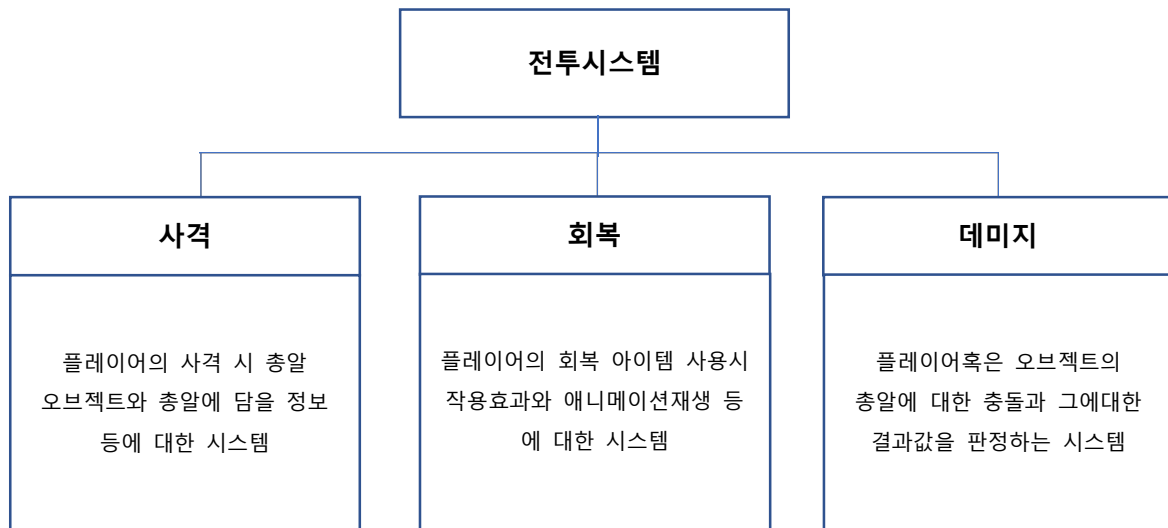 전투시스템
사격
플레이어의 사격 시 총알
오브젝트와 총알에 담을 정보
등에 대한 시스템
회복
플레이어의 회복 아이템 사용시
작용효과와 애니메이션재생 등
에 대한 시스템
데미지
플레이어혹은 오브젝트의
총알에 대한 충돌과 그에대한
결과값을 판정하는 시스템